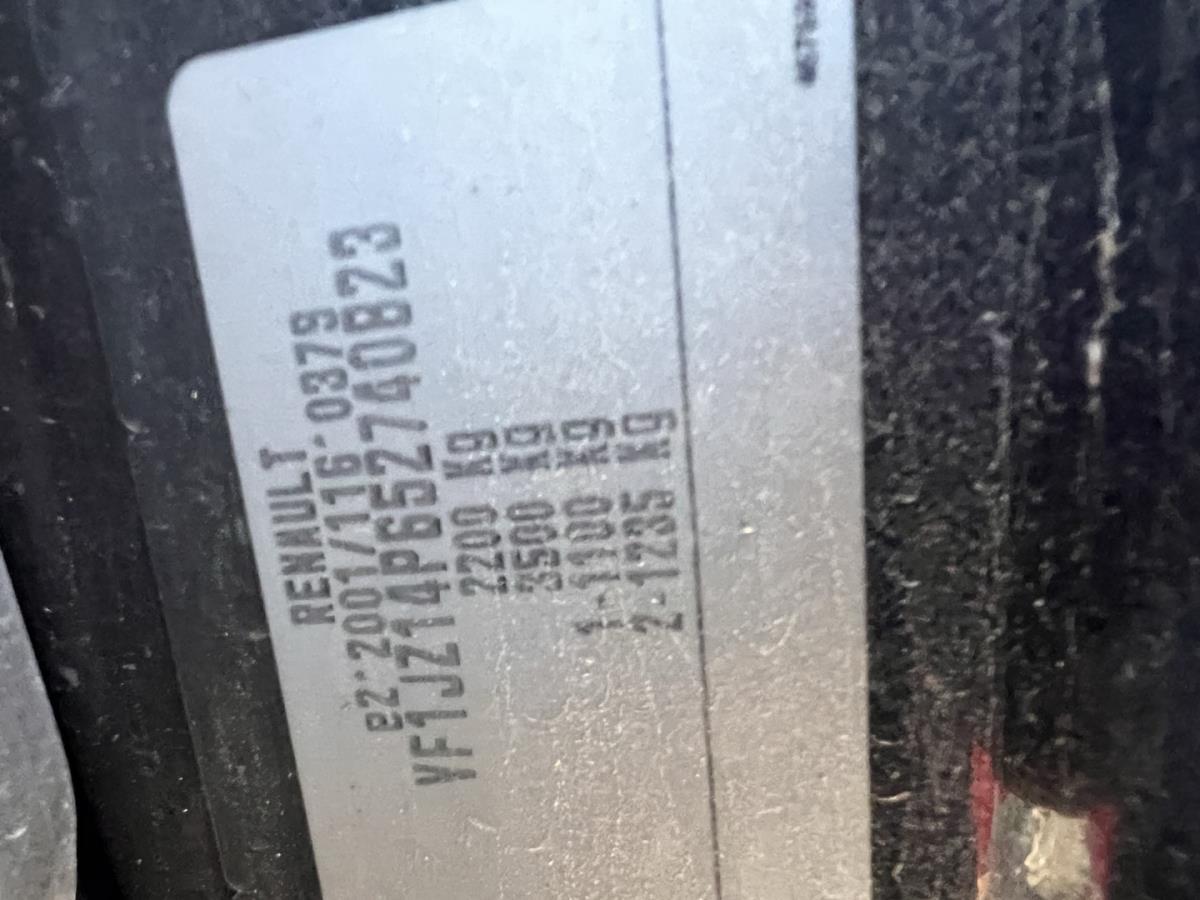 RENAULT
e2*2001/116*0379
VF1JZ14P652740823
2200 Kg
3500 Kg
1-1100 Kg
2-1235 Kg